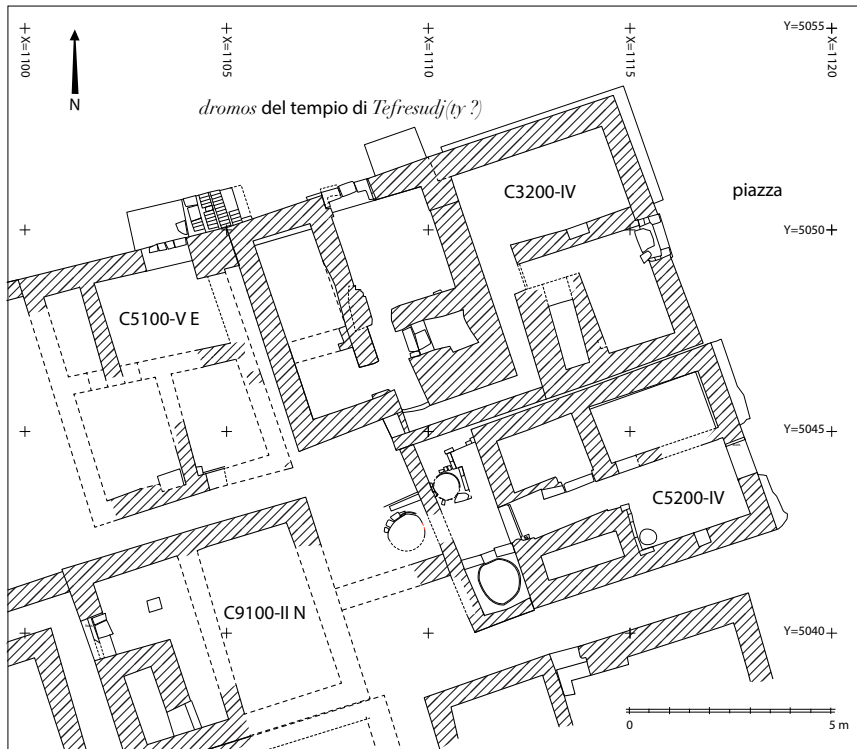 X=1100
X=1105
X=1110
X=1115
Y=5055
X=1120
N
dromos del tempio di Tefresudj(ty ?)
C3200-IV
piazza
Y=5050
C5100-V E
Y=5045
C5200-IV
C9100-II N
Y=5040
0
5 m